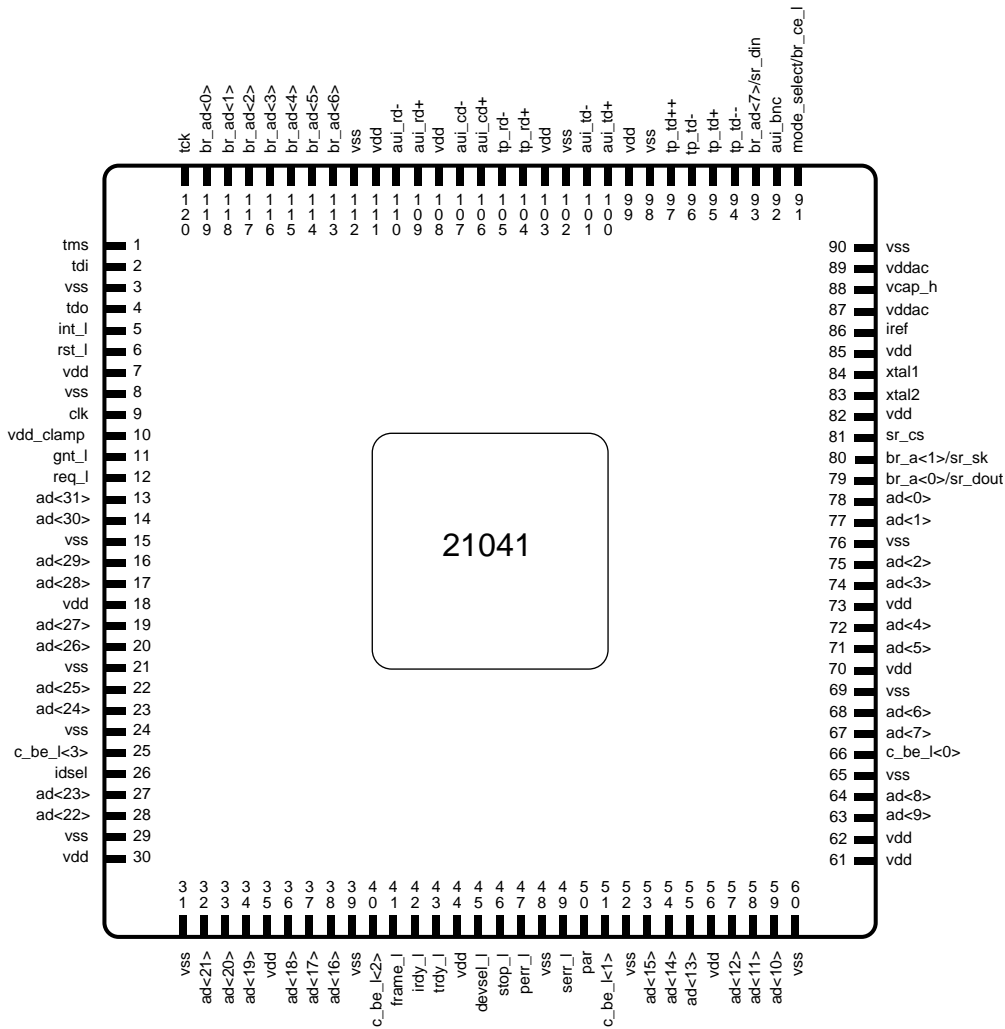 tck
br_ad<0>
br_ad<1>
br_ad<2>
br_ad<3>
br_ad<4>
br_ad<5>
br_ad<6>
vss
vdd
aui_rd-
aui_rd+
vdd
aui_cd-
aui_cd+
tp_rd-
tp_rd+
vdd
vss
aui_td-
aui_td+
vdd
vss
tp_td++
tp_td-
tp_td+
tp_td--
br_ad<7>/sr_din
aui_bnc
mode_select/br_ce_l
120
119
118
117
116
115
114
113
112
111
110
109
108
107
106
105
104
103
102
101
100
99
98
97
96
95
94
93
92
91
tms 1
tdi 2
vss 3
tdo 4
int_l 5
rst_l 6
vdd 7
vss 8
clk 9
vdd_clamp 10
gnt_l 11
req_l 12
ad<31> 13
ad<30> 14
vss 15
ad<29> 16
ad<28> 17
vdd 18
ad<27> 19
ad<26> 20
vss 21
ad<25> 22
ad<24> 23
vss 24
c_be_l<3> 25
idsel 26
ad<23> 27
ad<22> 28
vss 29
vdd 30
21041
90 vss
89 vddac
88 vcap_h
87 vddac
86 iref
85 vdd
84 xtal1
83 xtal2
82 vdd
81 sr_cs
80 br_a<1>/sr_sk
79 br_a<0>/sr_dout
78 ad<0>
77 ad<1>
76 vss
75 ad<2>
74 ad<3>
73 vdd
72 ad<4>
71 ad<5>
70 vdd
69 vss
68 ad<6>
67 ad<7>
66 c_be_l<0>
65 vss
64 ad<8>
63 ad<9>
62 vdd
61 vdd
31
32
33
34
35
36
37
38
39
40
41
42
43
44
45
46
47
48
49
50
51
52
53
54
55
56
57
58
59
60
vss
ad<21>
ad<20>
ad<19>
vdd
ad<18>
ad<17>
ad<16>
vss
c_be_l<2>
frame_l
irdy_l
trdy_l
vdd
devsel_l
stop_l
perr_l
vss
serr_l
par
c_be_l<1>
vss
ad<15>
ad<14>
ad<13>
vdd
ad<12>
ad<11>
ad<10>
vss